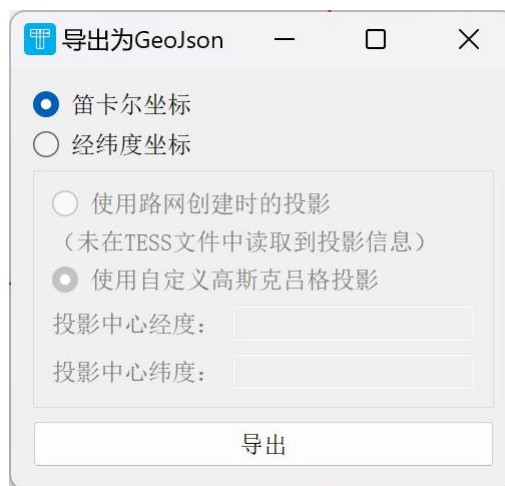 导出为GeoJson
笛卡尔坐标
经纬度坐标
使用路网创建时的投影
（未在TESS文件中读取到投影信息）
使用自定义高斯克吕格投影
投影中心经度：
投影中心纬度：
导出